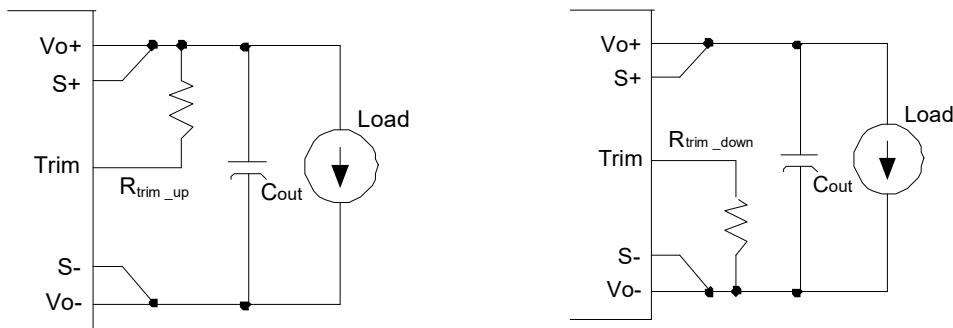 Vo+
S+
Trim
S-
Vo-
Rtrim _up
Cout
Load
Vo+
S+
Trim
S-
Vo-
Rtrim _down
Cout
Load